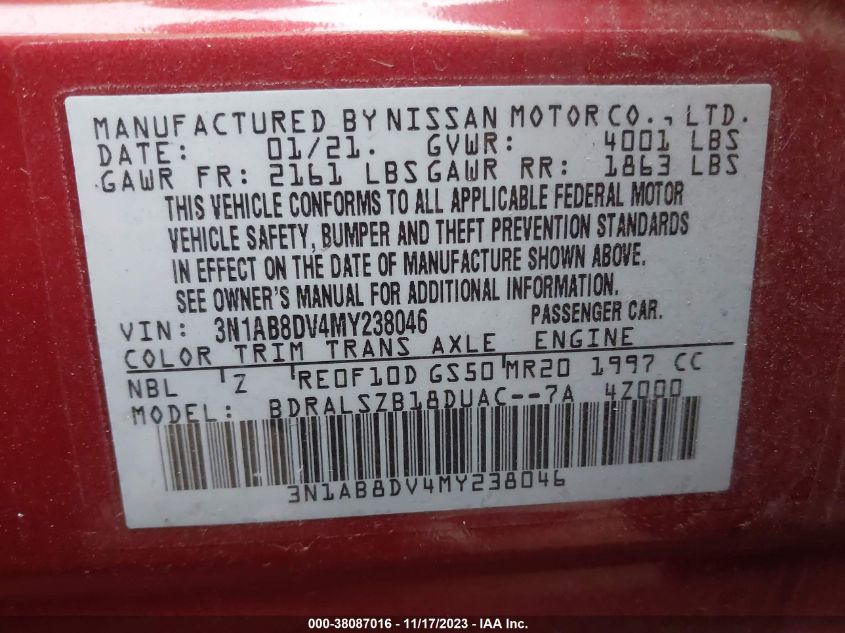 MANUFACTURED BY NISSAN MOTOR CO., LTD.
DATE: 01/21. GVWR: 4001 LBS
GAWR FR: 2161 LBS GAWR RR: 1863 LBS
THIS VEHICLE CONFORMS TO ALL APPLICABLE FEDERAL MOTOR
VEHICLE SAFETY, BUMPER AND THEFT PREVENTION STANDARDS
IN EFFECT ON THE DATE OF MANUFACTURE SHOWN ABOVE.
SEE OWNER'S MANUAL FOR ADDITIONAL INFORMATION.
VIN: 3N1AB8DV4MY238046 PASSENGER CAR.
COLOR TRIM TRANS AXLE ENGINE
NBL Z RE0F10D GS50 MR20 1997 CC
MODEL: BDRALSZB18DUAC--7A 4Z000
3N1AB8DV4MY238046
000-38087016 - 11/17/2023 - IAA Inc.